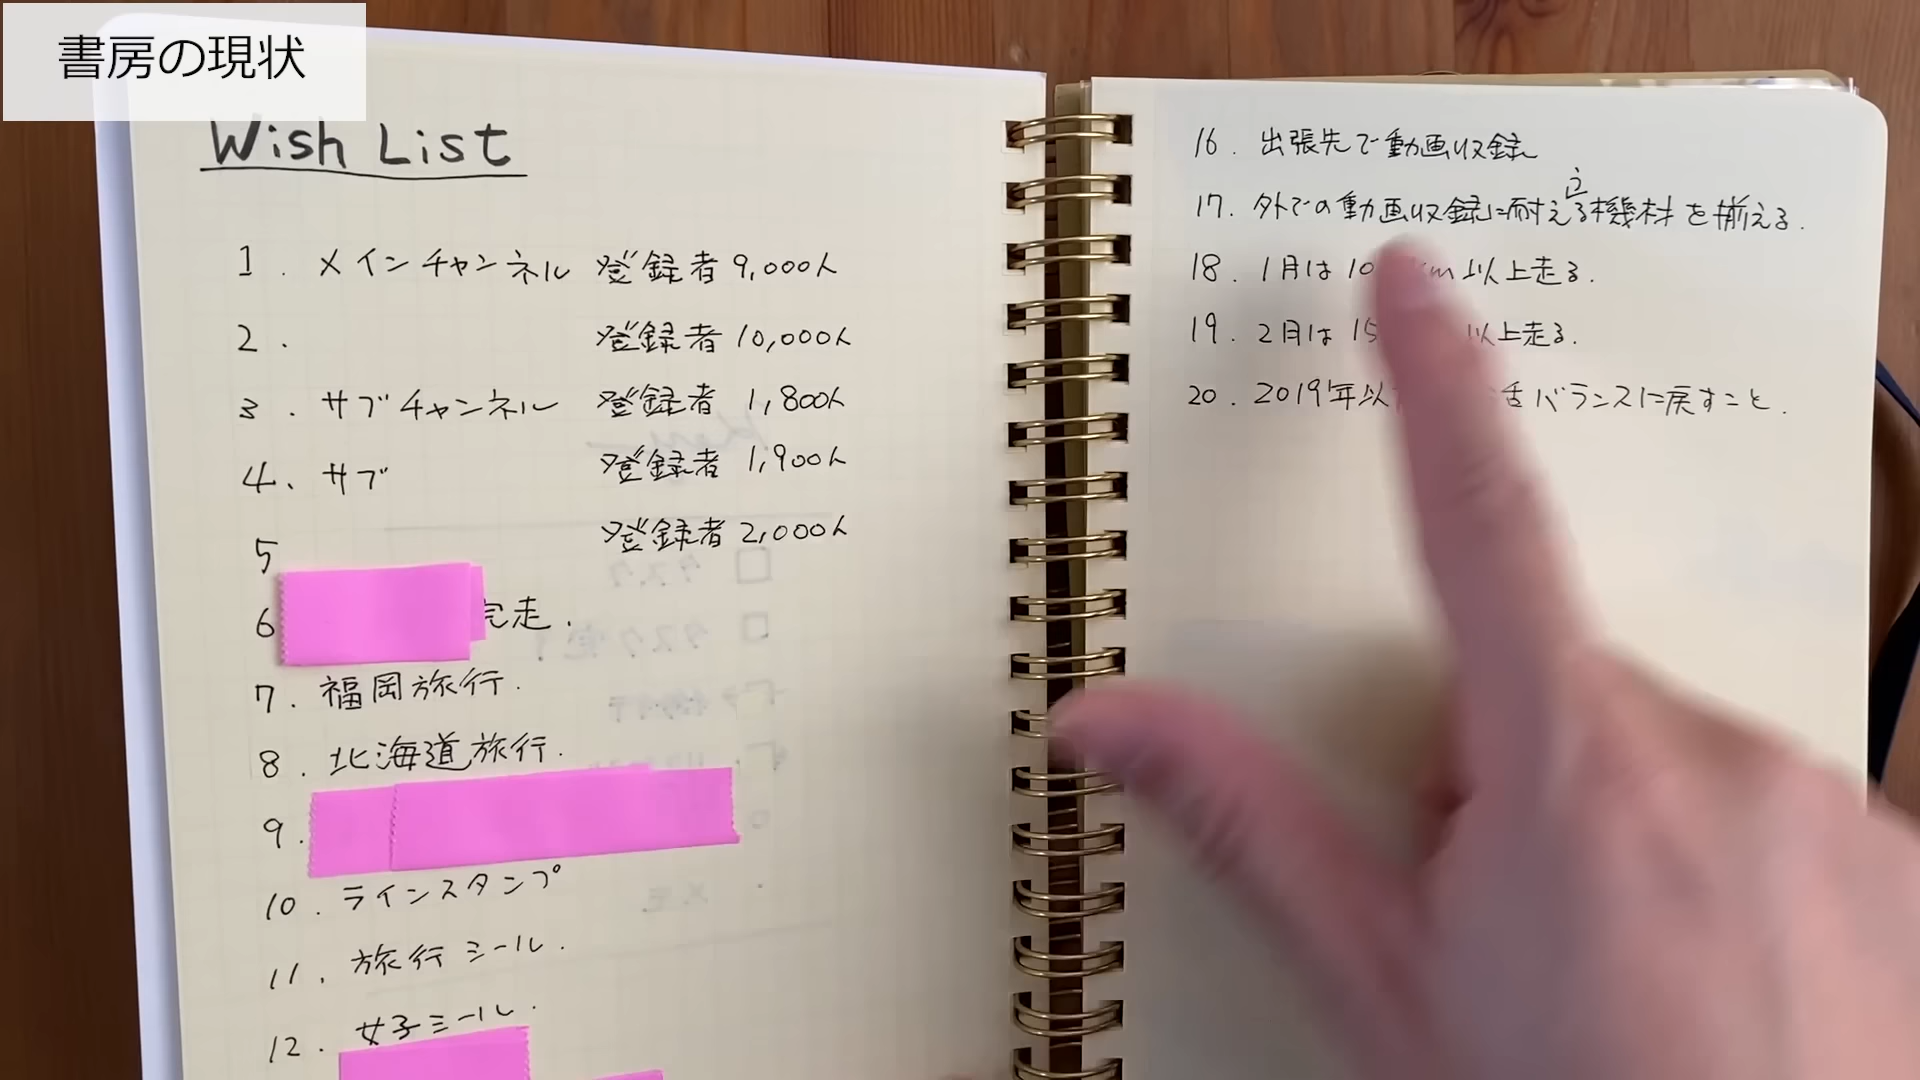 書房の現状
Wish List
1. メインチャンネル 登録者 9,000人
2. 登録者 10,000人
3. サブチャンネル 登録者 1,800人
4. サブ 登録者 1,900人
5 登録者 2,000人
6 完走.
7. 福岡旅行.
8. 北海道旅行.
9.
10. ラインスタンプ
11. 旅行シール.
12. 女子シール.
16. 出張先で動画収録
17. 外での動画収録に耐えうる機材を揃える.
18. 1月は10 km以上走る.
19. 2月は15 以上走る.
20. 2019年以 活バランスに戻すこと.